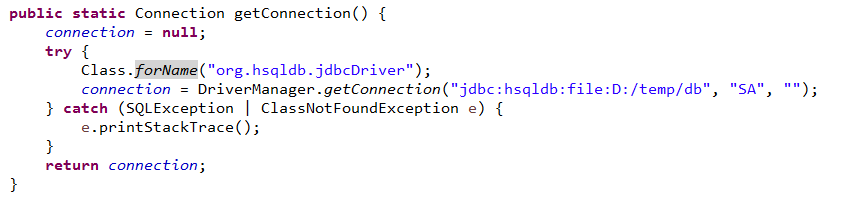 public static Connection getConnection() {
    connection = null;
    try {
        Class.forName("org.hsqldb.jdbcDriver");
        connection = DriverManager.getConnection("jdbc:hsqldb:file:D:/temp/db", "SA", "");
    } catch (SQLException | ClassNotFoundException e) {
        e.printStackTrace();
    }
    return connection;
}